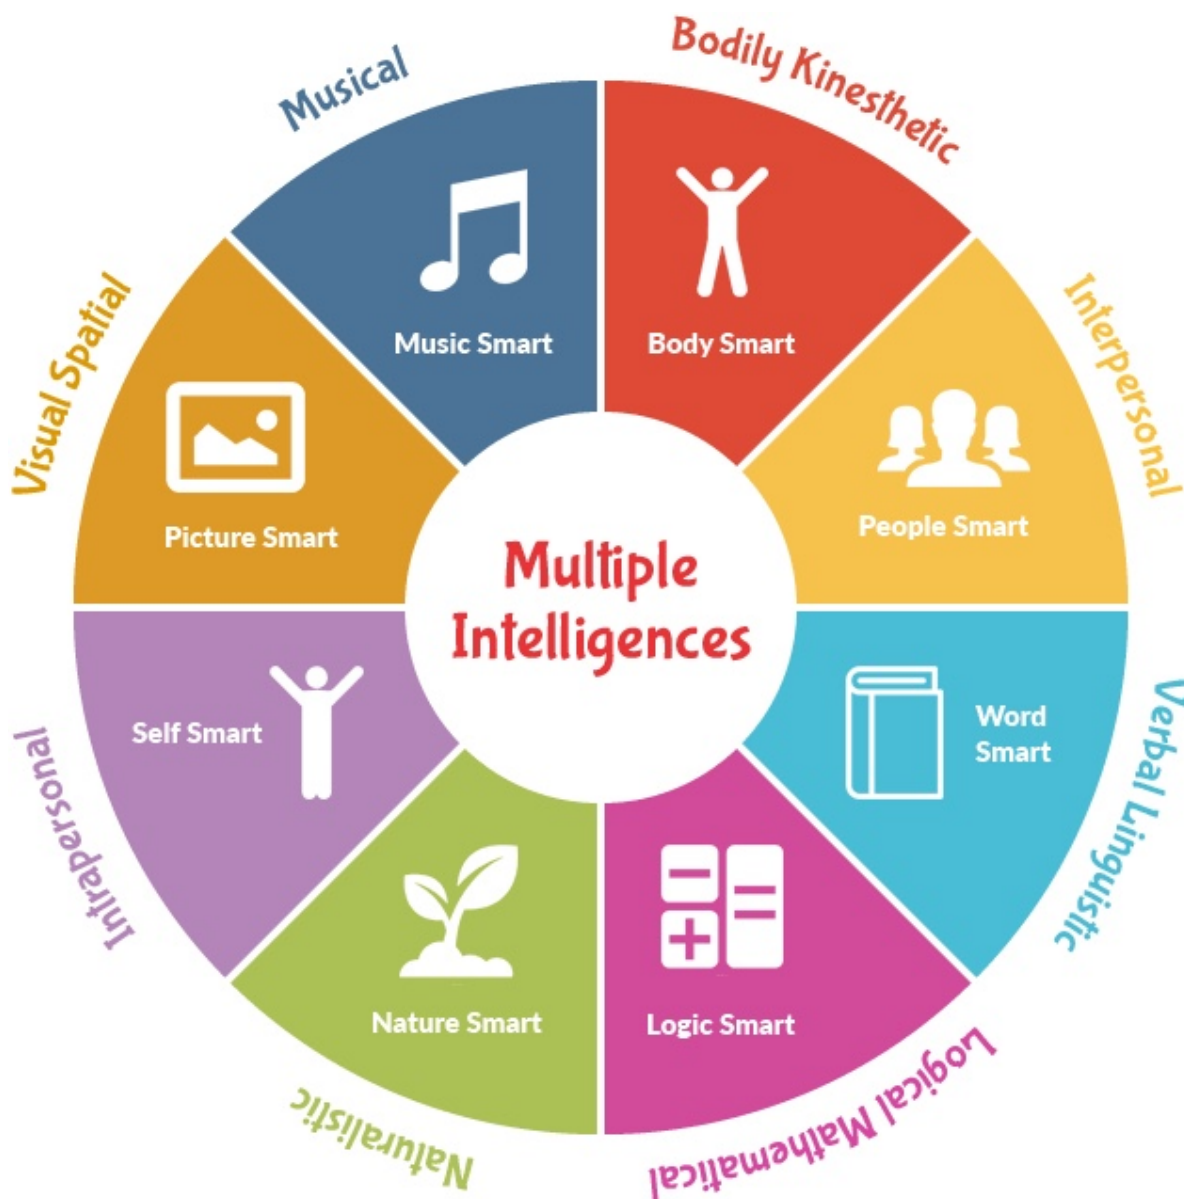 Musical
Bodily Kinesthetic
Interpersonal
Verbal Linguistic
Logical Mathematical
Naturalistic
Intrapersonal
Visual Spatial
Music Smart
Body Smart
People Smart
Word
Smart
Logic Smart
Nature Smart
Self Smart
Picture Smart
Multiple
Intelligences